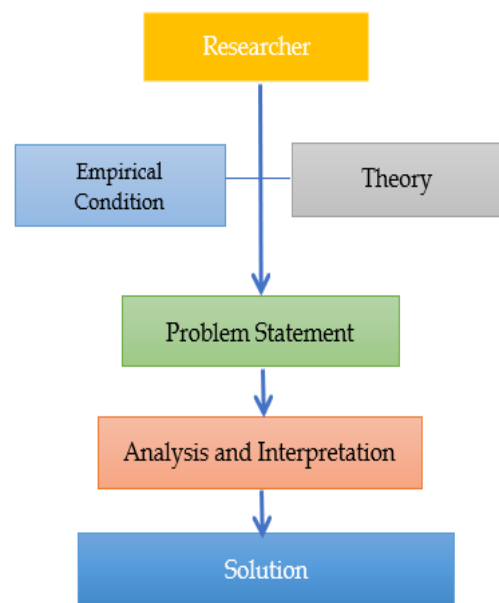 Researcher
Empirical
Condition
Theory
Problem Statement
Analysis and Interpretation
Solution